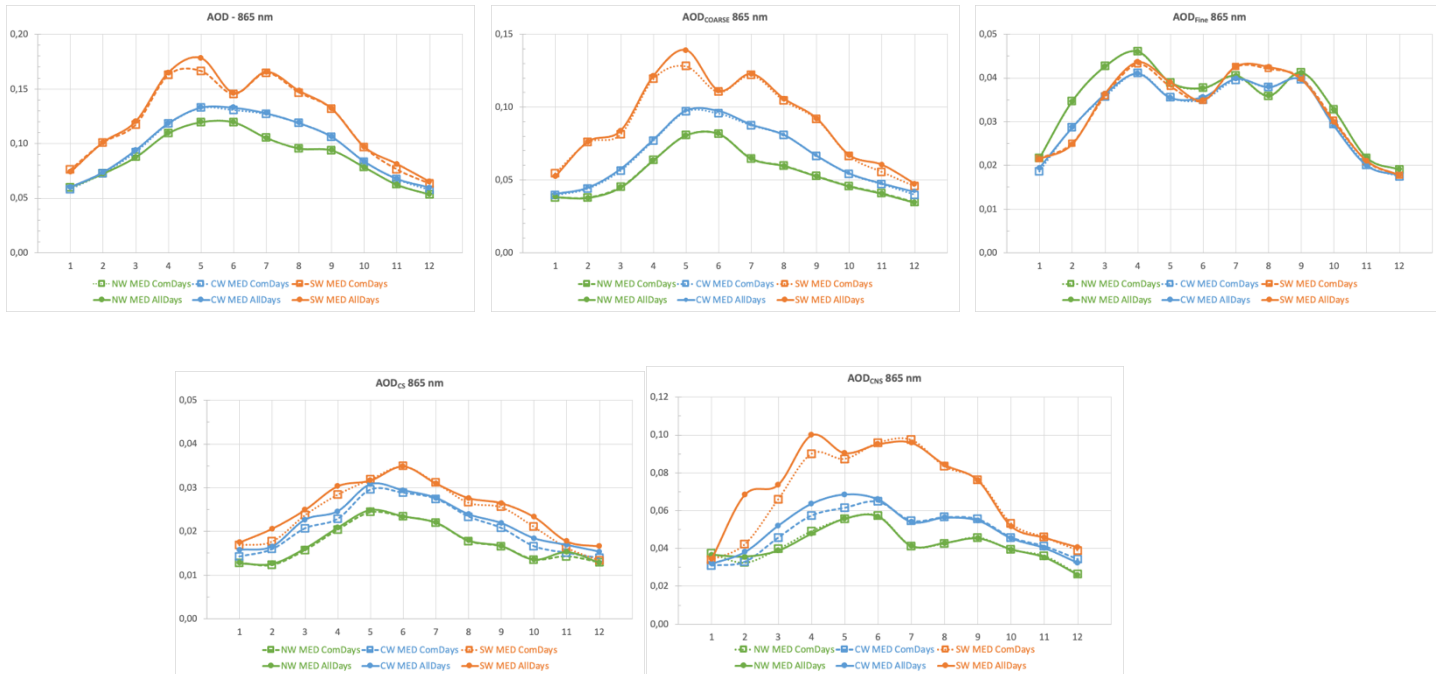 AOD - 865 nm
0,20
0,15
0,10
0,05
0,00
1 2 3 4 5 6 7 8 9 10 11 12
NW MED ComDays CW MED ComDays SW MED ComDays
NW MED AllDays CW MED AllDays SW MED AllDays
AODCOARSE 865 nm
0,15
0,10
0,05
0,00
1 2 3 4 5 6 7 8 9 10 11 12
NW MED ComDays CW MED ComDays SW MED ComDays
NW MED AllDays CW MED AllDays SW MED AllDays
AODFine 865 nm
0,05
0,04
0,03
0,02
0,01
0,00
1 2 3 4 5 6 7 8 9 10 11 12
NW MED ComDays CW MED ComDays SW MED ComDays
NW MED AllDays CW MED AllDays SW MED AllDays
AODCS 865 nm
0,05
0,04
0,03
0,02
0,01
0,00
1 2 3 4 5 6 7 8 9 10 11 12
NW MED ComDays CW MED ComDays SW MED ComDays
NW MED AllDays CW MED AllDays SW MED AllDays
AODCNS 865 nm
0,12
0,10
0,08
0,06
0,04
0,02
0,00
1 2 3 4 5 6 7 8 9 10 11 12
NW MED ComDays CW MED ComDays SW MED ComDays
NW MED AllDays CW MED AllDays SW MED AllDays